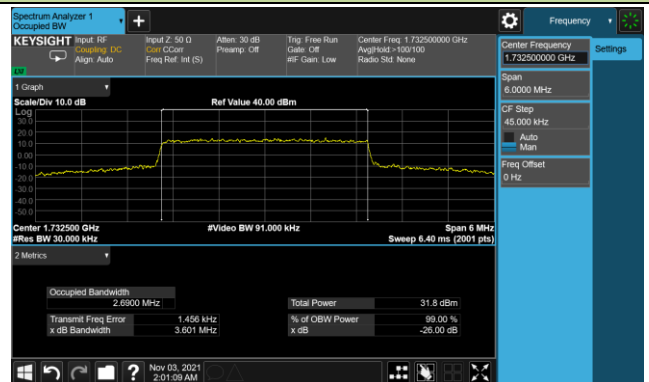 Spectrum Analyzer 1
Occupied BW
Frequency
KEYSIGHT
Input: RF
Coupling: DC
Align: Auto
Input Z: 50 Ω
Corr CCorr
Freq Ref: Int (S)
Atten: 30 dB
Preamp: Off
Trig: Free Run
Gate: Off
#IF Gain: Low
Center Freq: 1.732500000 GHz
Avg|Hold:>100/100
Radio Std: None
Center Frequency
1.732500000 GHz
Settings
Span
6.0000 MHz
CF Step
45.000 kHz
Auto
Man
Freq Offset
0 Hz
1 Graph
Scale/Div 10.0 dB
Ref Value 40.00 dBm
Log
30.0
20.0
10.0
0.00
-10.0
-20.0
-30.0
-40.0
-50.0
Center 1.732500 GHz
#Video BW 91.000 kHz
Span 6 MHz
#Res BW 30.000 kHz
Sweep 6.40 ms (2001 pts)
2 Metrics
Occupied Bandwidth
2.6900 MHz
Total Power
31.8 dBm
Transmit Freq Error
1.456 kHz
% of OBW Power
99.00 %
x dB Bandwidth
3.601 MHz
x dB
-26.00 dB
Nov 03, 2021
2:01:09 AM